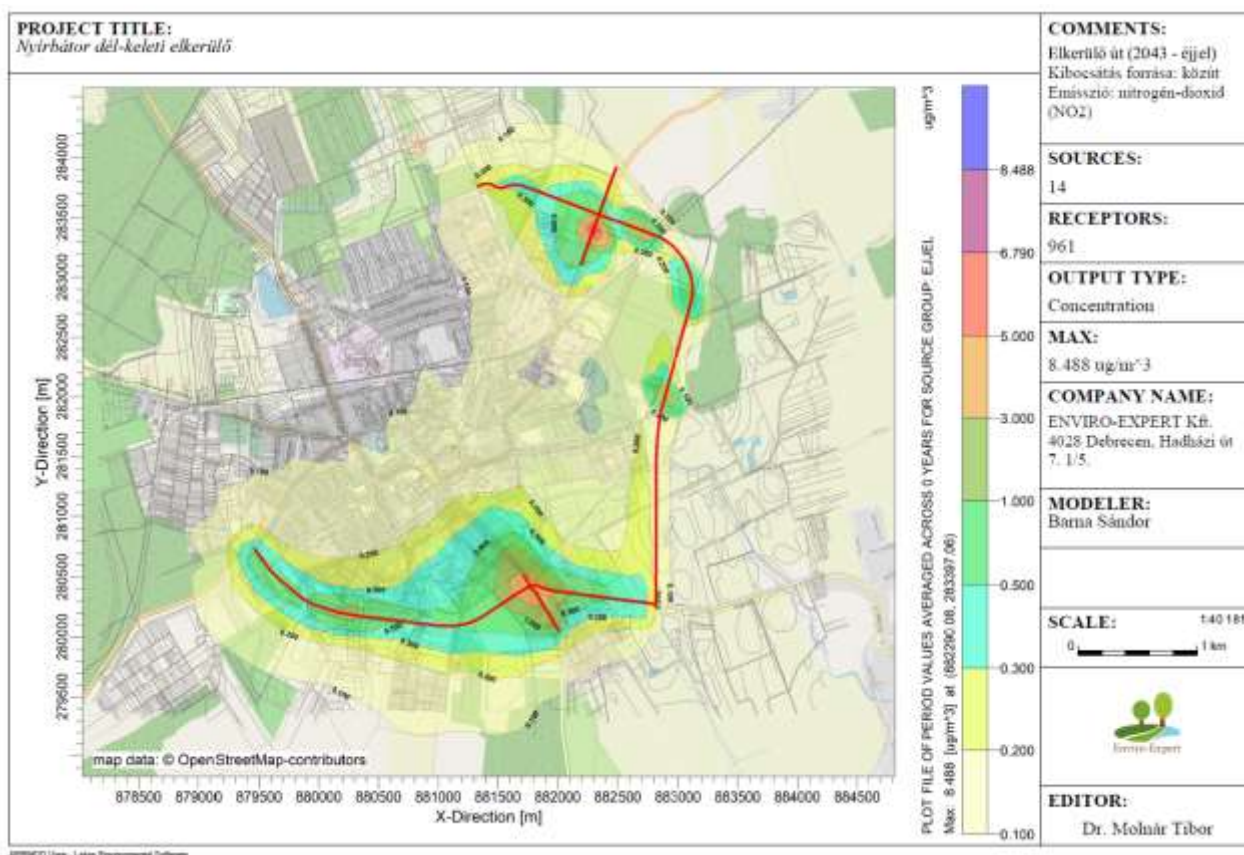 PROJECT TITLE:
Nyírbátor dél-keleti elkerülő
COMMENTS:
Elkerülő út (2043 - éjjel)
Kibocsátás forrása: közút
Emisszió: nitrogén-dioxid
(NO2)
SOURCES:
14
RECEPTORS:
961
OUTPUT TYPE:
Concentration
MAX:
8.488 ug/m^3
COMPANY NAME:
ENVIRO-EXPERT Kft.
4028 Debrecen, Hadházi út
7. 1/5.
MODELER:
Barna Sándor
SCALE:
1:40 181
0
1 km
Enviro-Expert
EDITOR:
Dr. Molnár Tibor
Y-Direction [m]
284000
283500
283000
282500
282000
281500
281000
280500
280000
279500
map data: © OpenStreetMap-contributors
878500 879000 879500 880000 880500 881000 881500 882000 882500 883000 883500 884000 884500
X-Direction [m]
PLOT FILE OF PERIOD VALUES AVERAGED ACROSS 0 YEARS FOR SOURCE GROUP: EJJEL
ug/m^3
Max: 8.488 [ug/m^3] at (882290.08, 283397.06)
8.488
6.790
5.000
3.000
1.000
0.500
0.300
0.200
0.100